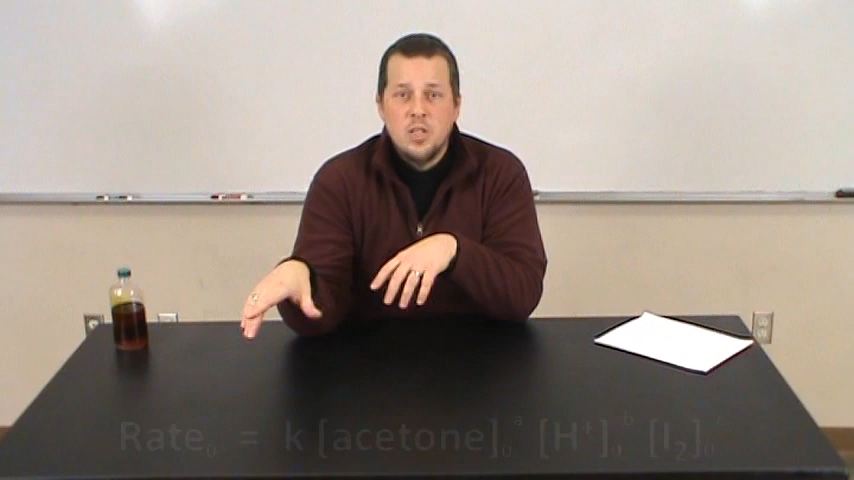 Rate₀ = k [acetone]₀ᵃ [H⁺]₀ᵇ [I₂]₀